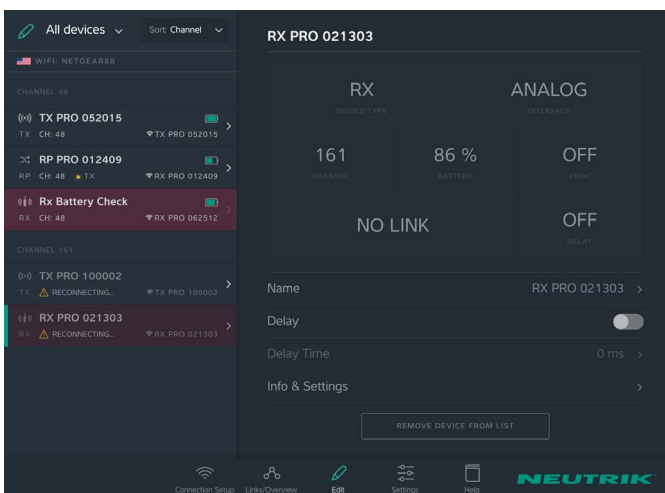 All devices
Sort: Channel
WIFI: NETGEAR88
CHANNEL 48
TX PRO 052015
TX CH: 48 TX PRO 052015
RP PRO 012409
RP CH: 48 TX RX PRO 012409
Rx Battery Check
RX CH: 48 RX PRO 062512
CHANNEL 161
TX PRO 100002
TX RECONNECTING... TX PRO 100002
RX PRO 021303
RX RECONNECTING... RX PRO 021303
RX PRO 021303
RX ANALOG
DEVICE TYPE INTERFACE
161 86 % OFF
CHANNEL BATTERY XROC
NO LINK OFF
DELAY
Name RX PRO 021303
Delay
Delay Time 0 ms
Info & Settings
REMOVE DEVICE FROM LIST
Connection Setup Links/Overview Edit Settings Help
NEUTRIK